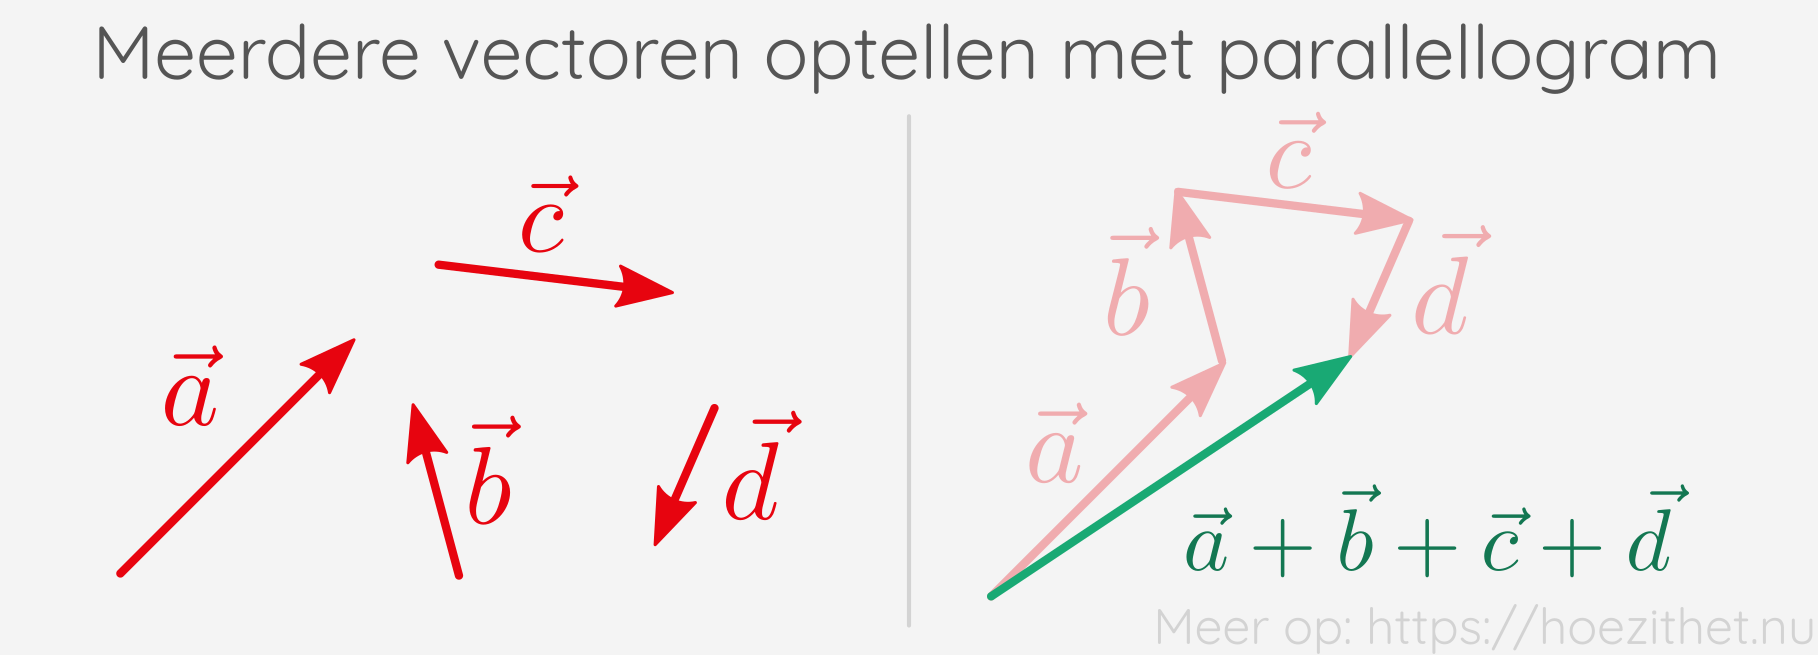 Meerdere vectoren optellen met parallellogram
$\vec{c}$
$\vec{a}$
$\vec{b}$
$\vec{d}$
$\vec{c}$
$\vec{b}$
$\vec{d}$
$\vec{a}$
$\vec{a} + \vec{b} + \vec{c} + \vec{d}$
Meer op: https://hoezithet.nu